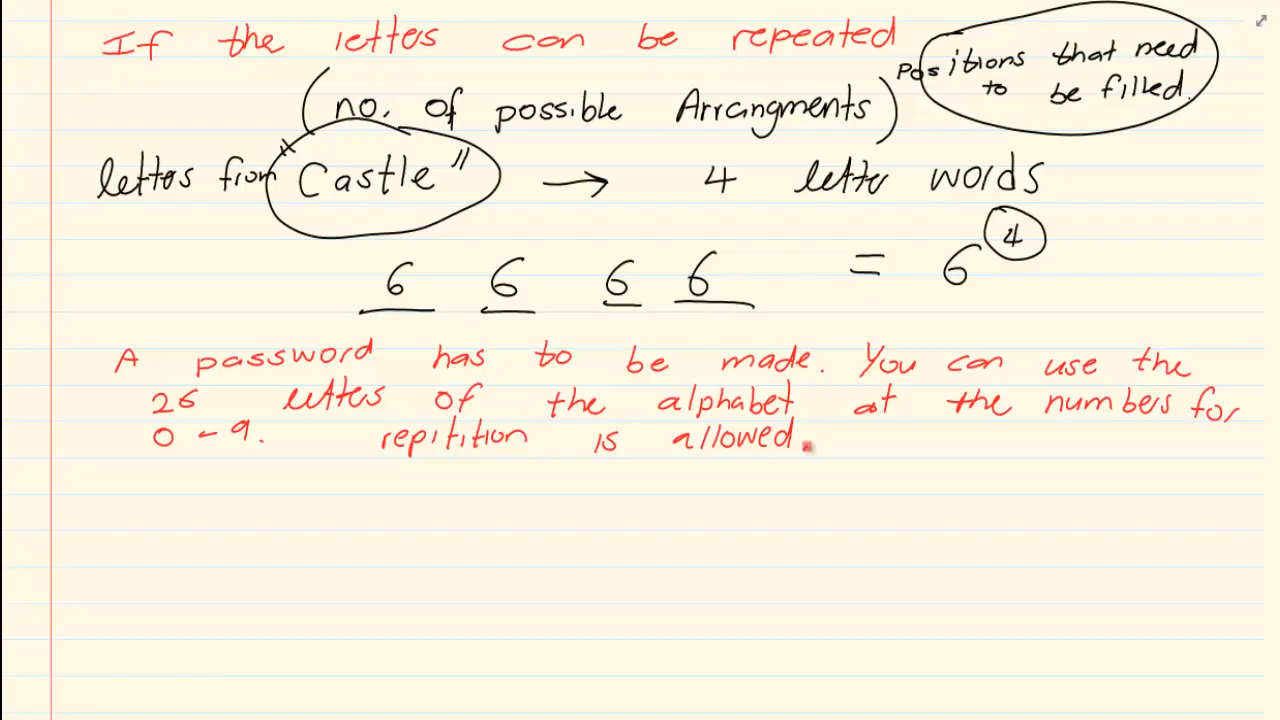 If the letters can be repeated
Positions that need
to be filled.
(no. of possible Arrangments)
letters from "Castle" → 4 letter words
6 6 6 6 = 6^4
A password has to be made. You can use the
26 letters of the alphabet at the numbers for
0 - 9. repitition is allowed.